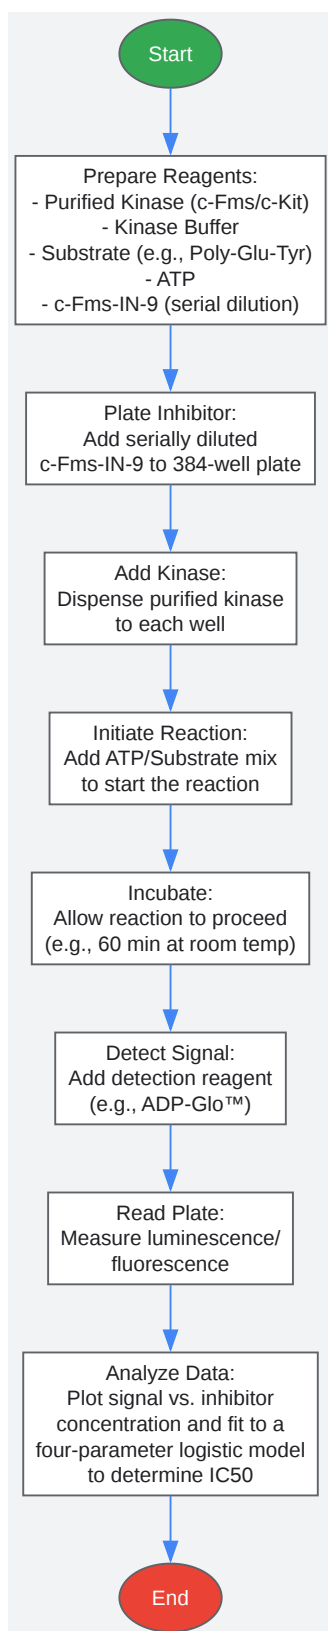 Start
Prepare Reagents:
- Purified Kinase (c-Fms/c-Kit)
- Kinase Buffer
- Substrate (e.g., Poly-Glu-Tyr)
- ATP
- c-Fms-IN-9 (serial dilution)
Plate Inhibitor:
Add serially diluted
c-Fms-IN-9 to 384-well plate
Add Kinase:
Dispense purified kinase
to each well
Initiate Reaction:
Add ATP/Substrate mix
to start the reaction
Incubate:
Allow reaction to proceed
(e.g., 60 min at room temp)
Detect Signal:
Add detection reagent
(e.g., ADP-Glo™)
Read Plate:
Measure luminescence/
fluorescence
Analyze Data:
Plot signal vs. inhibitor
concentration and fit to a
four-parameter logistic model
to determine IC50
End